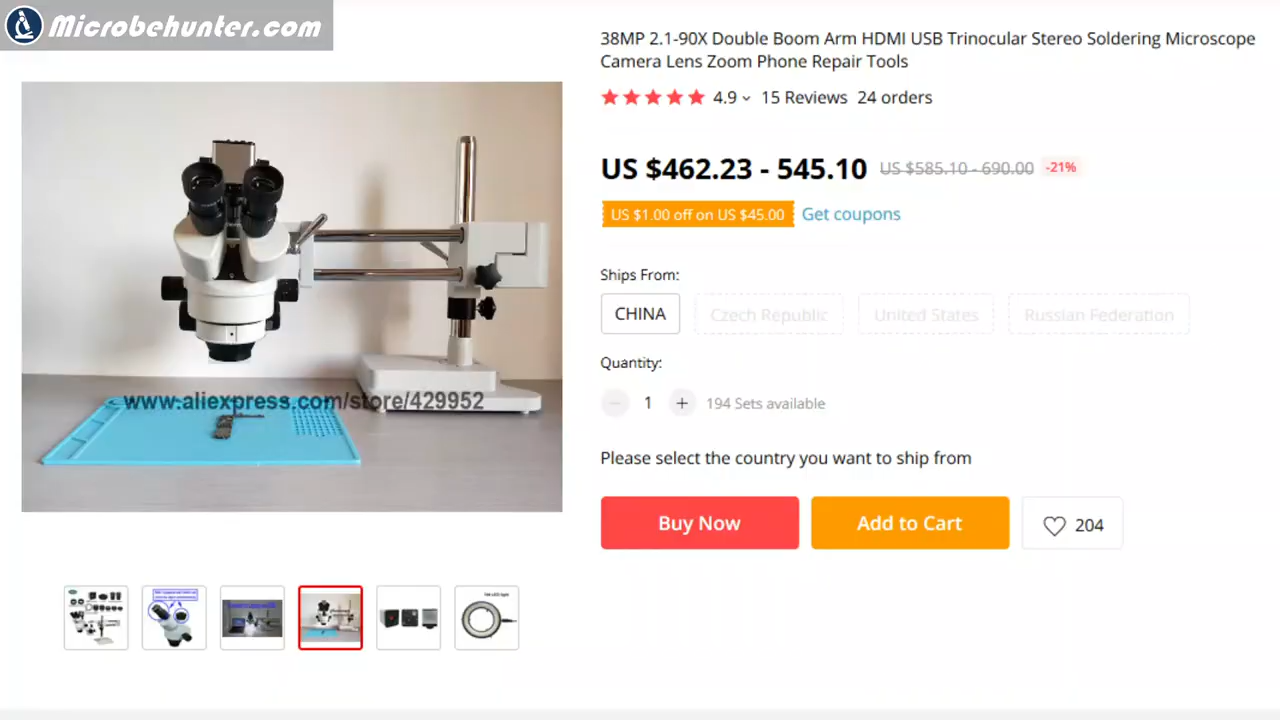 Microbehunter.com
38MP 2.1-90X Double Boom Arm HDMI USB Trinocular Stereo Soldering Microscope
Camera Lens Zoom Phone Repair Tools
4.9 15 Reviews 24 orders
US $462.23 - 545.10 US $585.10 - 690.00 -21%
US $1.00 off on US $45.00 Get coupons
Ships From:
CHINA Czech Republic United States Russian Federation
Quantity:
1 + 194 Sets available
www.aliexpress.com/store/429952
Please select the country you want to ship from
Buy Now Add to Cart 204